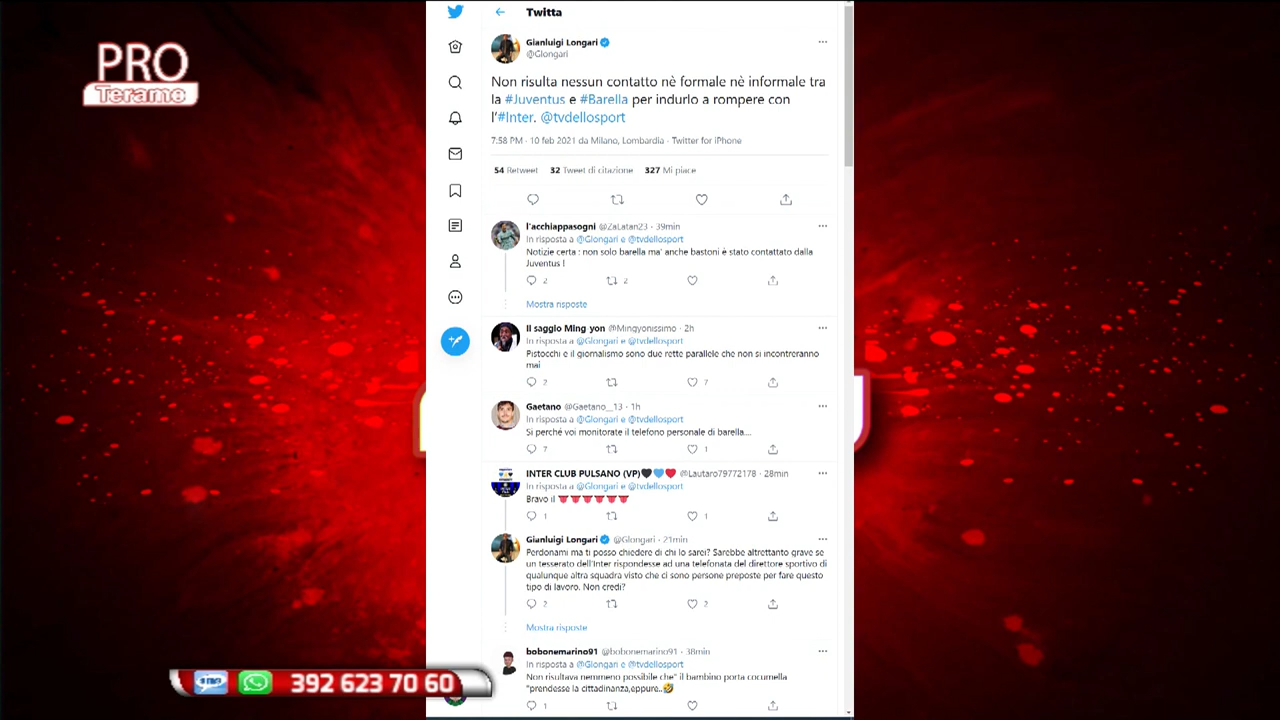 PRO
Teramo
Twitta
Gianluigi Longari
@Glongari
Non risulta nessun contatto nè formale nè informale tra
la #Juventus e #Barella per indurlo a rompere con
l'#Inter. @tvdellosport
7:58 PM · 10 feb 2021 da Milano, Lombardia · Twitter for iPhone
54 Retweet 32 Tweet di citazione 327 Mi piace
l'acchiappasogni @ZaLatan23 · 39min
In risposta a @Glongari e @tvdellosport
Notizie certa : non solo barella ma' anche bastoni è stato contattato dalla
Juventus !
2 2
Mostra risposte
Il saggio Ming yon @Mingyonissimo · 2h
In risposta a @Glongari e @tvdellosport
Pistocchi e il giornalismo sono due rette parallele che non si incontreranno
mai
2 7
Gaetano @Gaetano__13 · 1h
In risposta a @Glongari e @tvdellosport
Si perché voi monitorate il telefono personale di barella....
7 1
INTER CLUB PULSANO (VP)🖤💙❤️ @Lautaro79772178 · 28min
In risposta a @Glongari e @tvdellosport
Bravo il 👅👅👅👅👅👅
1 1
Gianluigi Longari @Glongari · 21min
Perdonami ma ti posso chiedere di chi lo sarei? Sarebbe altrettanto grave se
un tesserato dell'Inter rispondesse ad una telefonata del direttore sportivo di
qualunque altra squadra visto che ci sono persone preposte per fare questo
tipo di lavoro. Non credi?
2 2
Mostra risposte
bobonemarino91 @bobonemarino91 · 38min
In risposta a @Glongari e @tvdellosport
Non risultava nemmeno possibile che" il bambino porta cocumella
"prendesse la cittadinanza,eppure..🤣
1
392 623 70 60